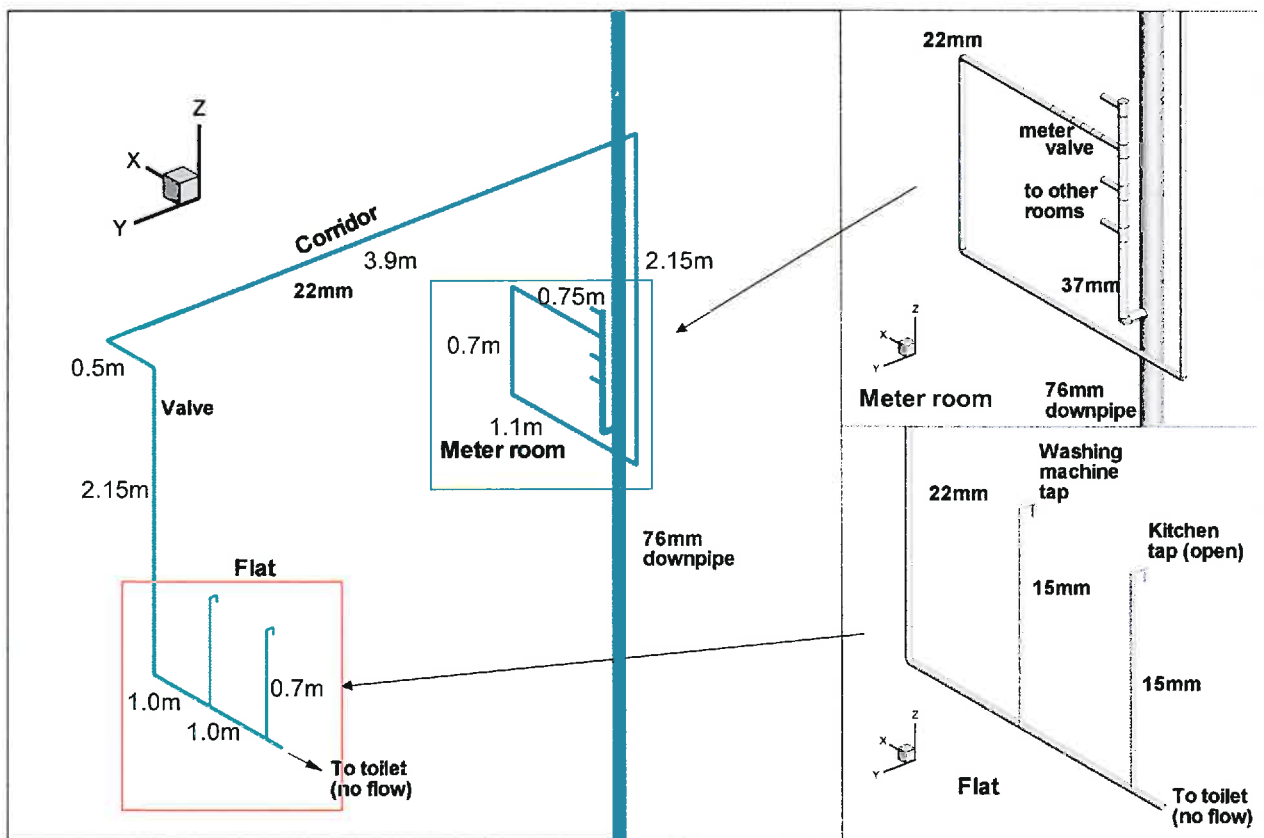 Z
X
Y
Corridor
3.9m
22mm
2.15m
0.75m
0.7m
1.1m
Meter room
0.5m
Valve
2.15m
76mm
downpipe
Flat
1.0m
1.0m
0.7m
To toilet
(no flow)
22mm
meter
valve
to other
rooms
37mm
Z
X
Y
Meter room
76mm
downpipe
Washing
machine
tap
22mm
Kitchen
tap (open)
15mm
15mm
Z
X
Y
Flat
To toilet
(no flow)